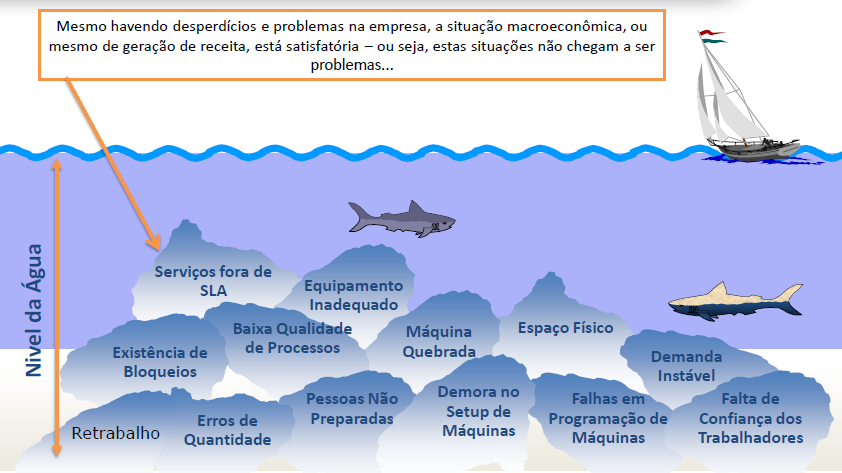 Mesmo havendo desperdícios e problemas na empresa, a situação macroeconômica, ou
mesmo de geração de receita, está satisfatória – ou seja, estas situações não chegam a ser
problemas...
Nivel da Água
Serviços fora de
SLA
Equipamento
Inadequado
Existência de
Bloqueios
Baixa Qualidade
de Processos
Máquina
Quebrada
Espaço Físico
Demanda
Instável
Retrabalho
Erros de
Quantidade
Pessoas Não
Preparadas
Demora no
Setup de
Máquinas
Falhas em
Programação de
Máquinas
Falta de
Confiança dos
Trabalhadores